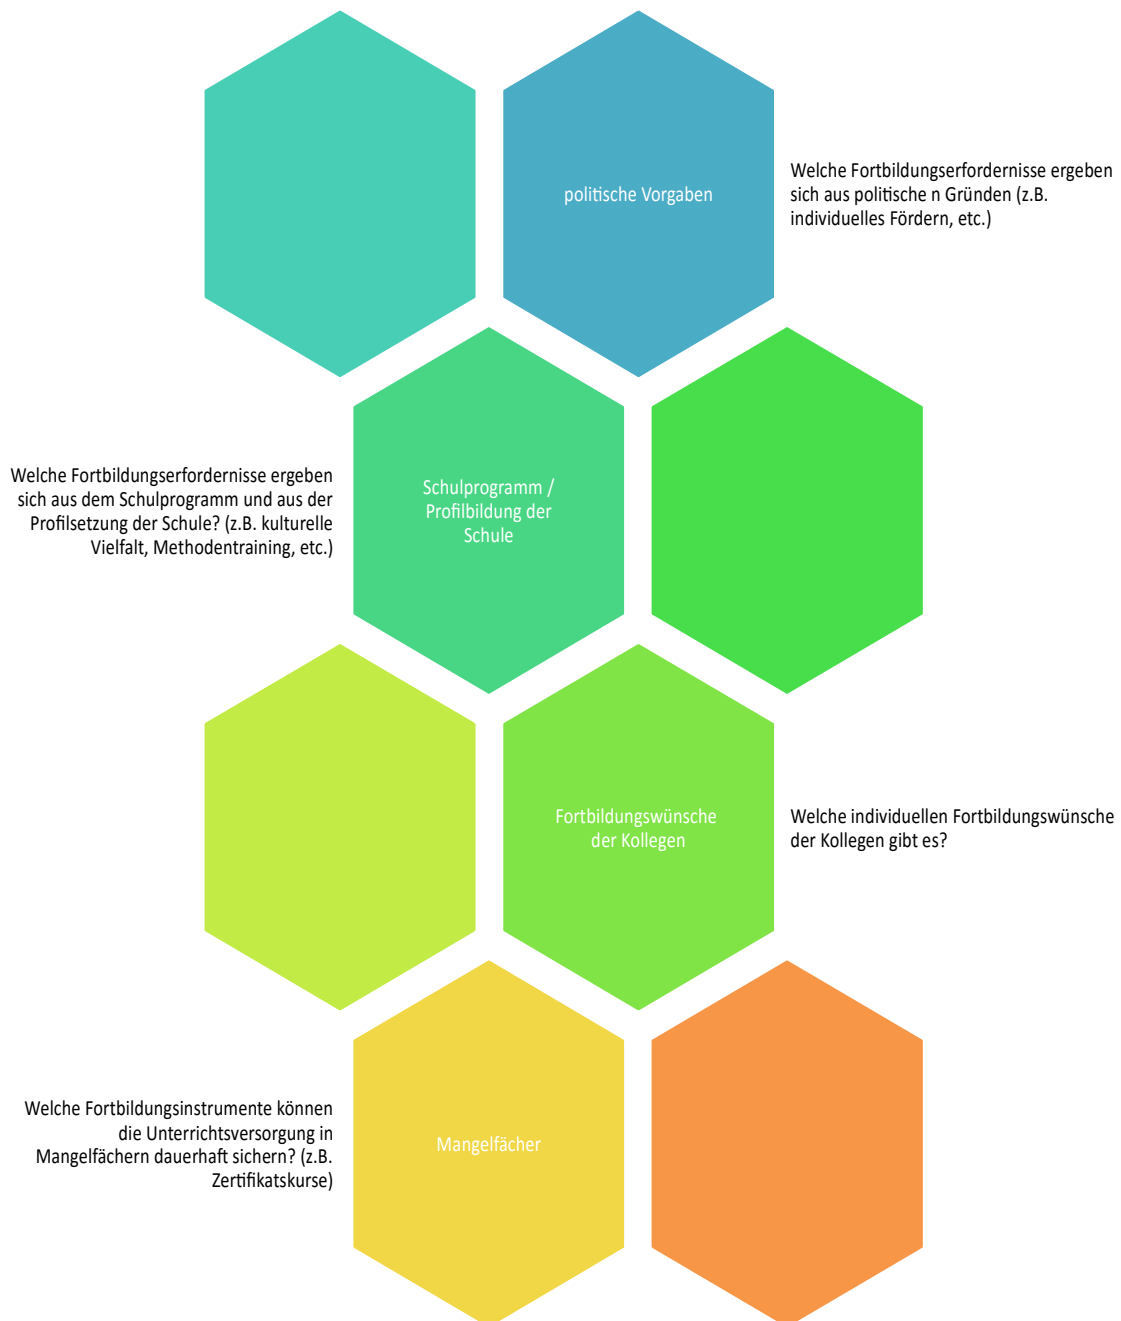 politische Vorgaben
Welche Fortbildungserfordernisse ergeben
sich aus politische n Gründen (z.B.
individuelles Fördern, etc.)
Welche Fortbildungserfordernisse ergeben
sich aus dem Schulprogramm und aus der
Profilsetzung der Schule? (z.B. kulturelle
Vielfalt, Methodentraining, etc.)
Schulprogramm /
Profilbildung der
Schule
Fortbildungswünsche
der Kollegen
Welche individuellen Fortbildungswünsche
der Kollegen gibt es?
Welche Fortbildungsinstrumente können
die Unterrichtsversorgung in
Mangelfächern dauerhaft sichern? (z.B.
Zertifikatskurse)
Mangelfächer